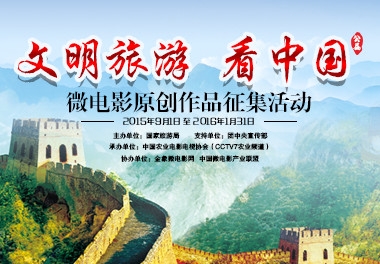 文明旅游 看中国 公益
微电影原创作品征集活动
2015年9月1日 至 2016年1月31日
主办单位：国家旅游局 支持单位：团中央宣传部
承办单位：中国农业电影电视协会（CCTV7农业频道）
协办单位：金象微电影网 中国微电影产业联盟